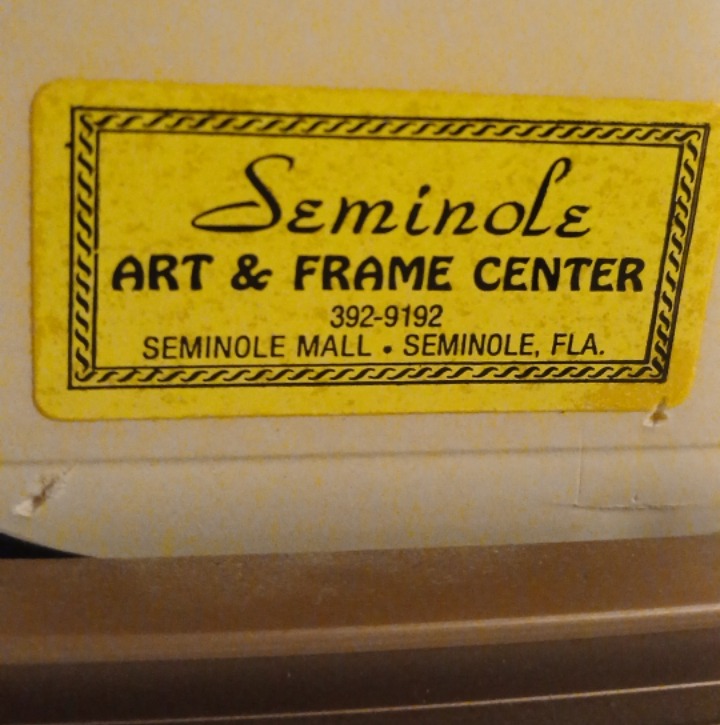 Seminole
ART & FRAME CENTER
392-9192
SEMINOLE MALL • SEMINOLE, FLA.